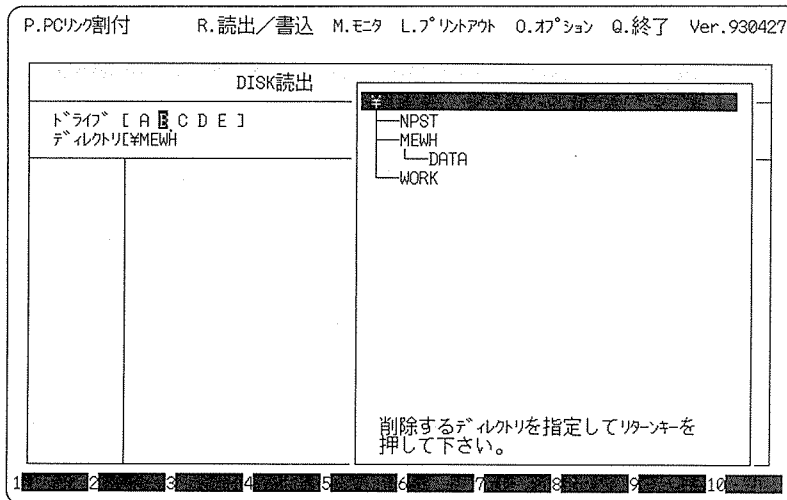 P.PCﾘﾝｸ割付 R.読出／書込 M.ﾓﾆﾀ L.ﾌﾟﾘﾝﾄｱｳﾄ O.ｵﾌﾟｼｮﾝ Q.終了 Ver.930427
DISK読出
ﾄﾞﾗｲﾌﾞ [ A B C D E ]
ﾃﾞｨﾚｸﾄﾘ[¥MEWH
¥
NPST
MEWH
DATA
WORK
削除するﾃﾞｨﾚｸﾄﾘを指定してﾘﾀｰﾝｷｰを
押して下さい。
1 2 3 4 5 6 7 8 9 10